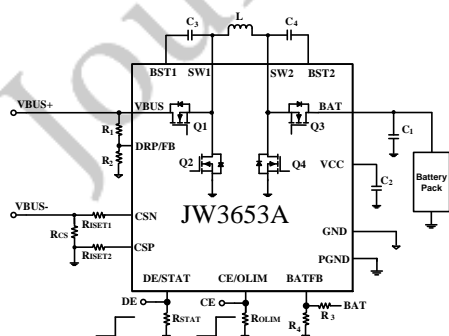 C3
L
C4
BST1
SW1
SW2
BST2
VBUS+
VBUS
Q1
Q3
BAT
R1
DRP/FB
R2
Q2
Q4
C1
VCC
C2
Battery
Pack
VBUS-
RISET1
CSN
JW3653A
RCS
RISET2
CSP
GND
PGND
DE/STAT
CE/OLIM
BATFB
DE
CE
RSTAT
ROLIM
R3
BAT
R4